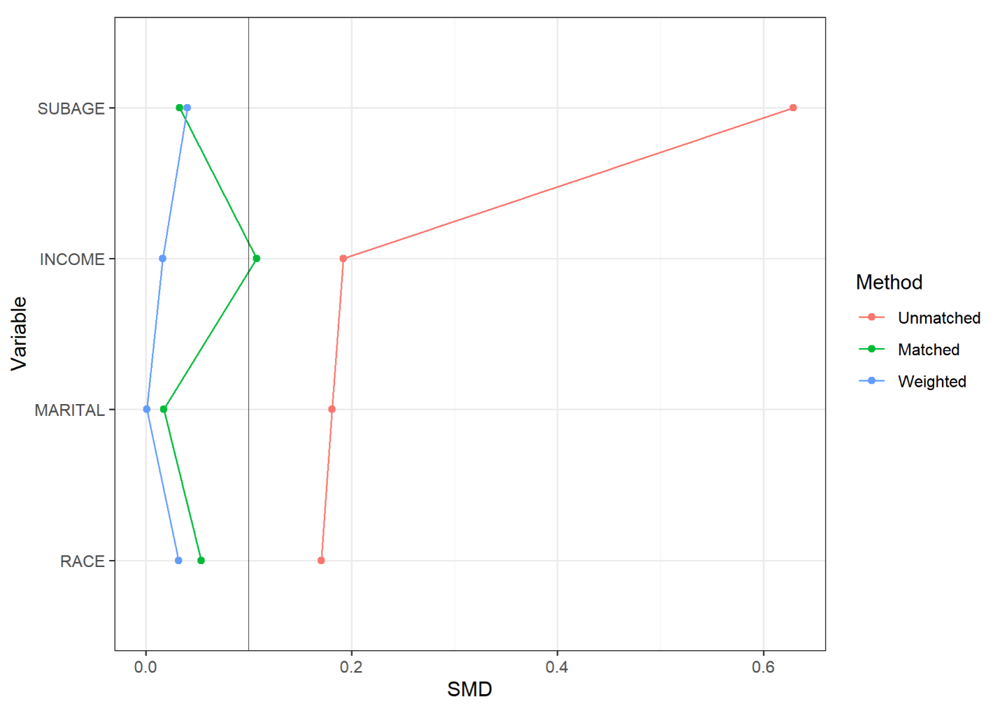 SUBAGE
INCOME
MARITAL
RACE
Variable
0.0
0.2
0.4
0.6
SMD
Method
Unmatched
Matched
Weighted